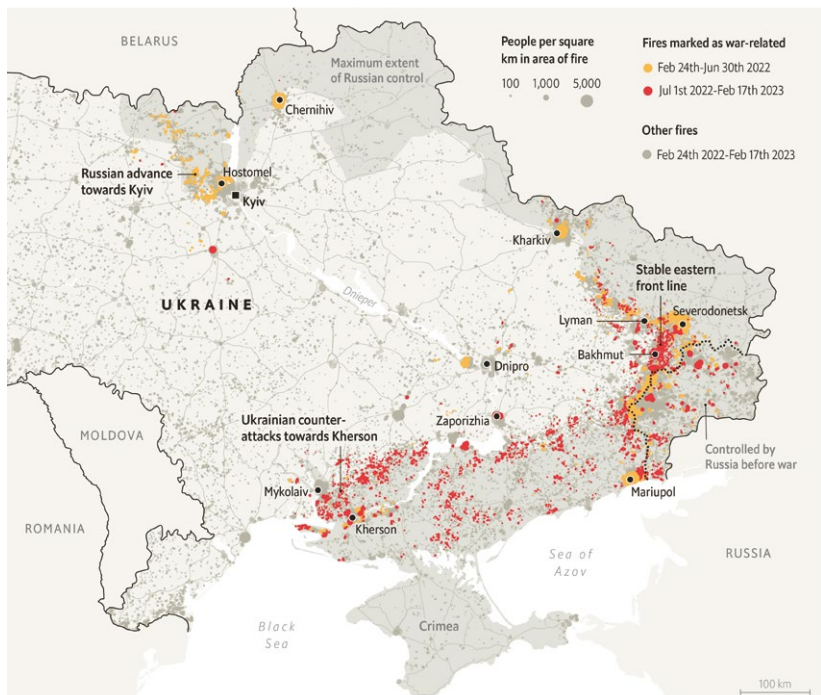 BELARUS
Maximum extent
of Russian control
People per square
km in area of fire
100
1,000
5,000
Fires marked as war-related
Feb 24th-Jun 30th 2022
Jul 1st 2022-Feb 17th 2023
Other fires
Feb 24th 2022-Feb 17th 2023
Chernihiv
Russian advance
towards Kyiv
Hostomel
Kyiv
Kharkiv
Stable eastern
front line
Dnieper
UKRAINE
Lyman
Severodonetsk
Bakhmut
Dnipro
Ukrainian counter-
attacks towards Kherson
Zaporizhia
MOLDOVA
Controlled by
Russia before war
Mykolaiv
Mariupol
ROMANIA
Kherson
Sea of
Azov
RUSSIA
Black
Sea
Crimea
100 km